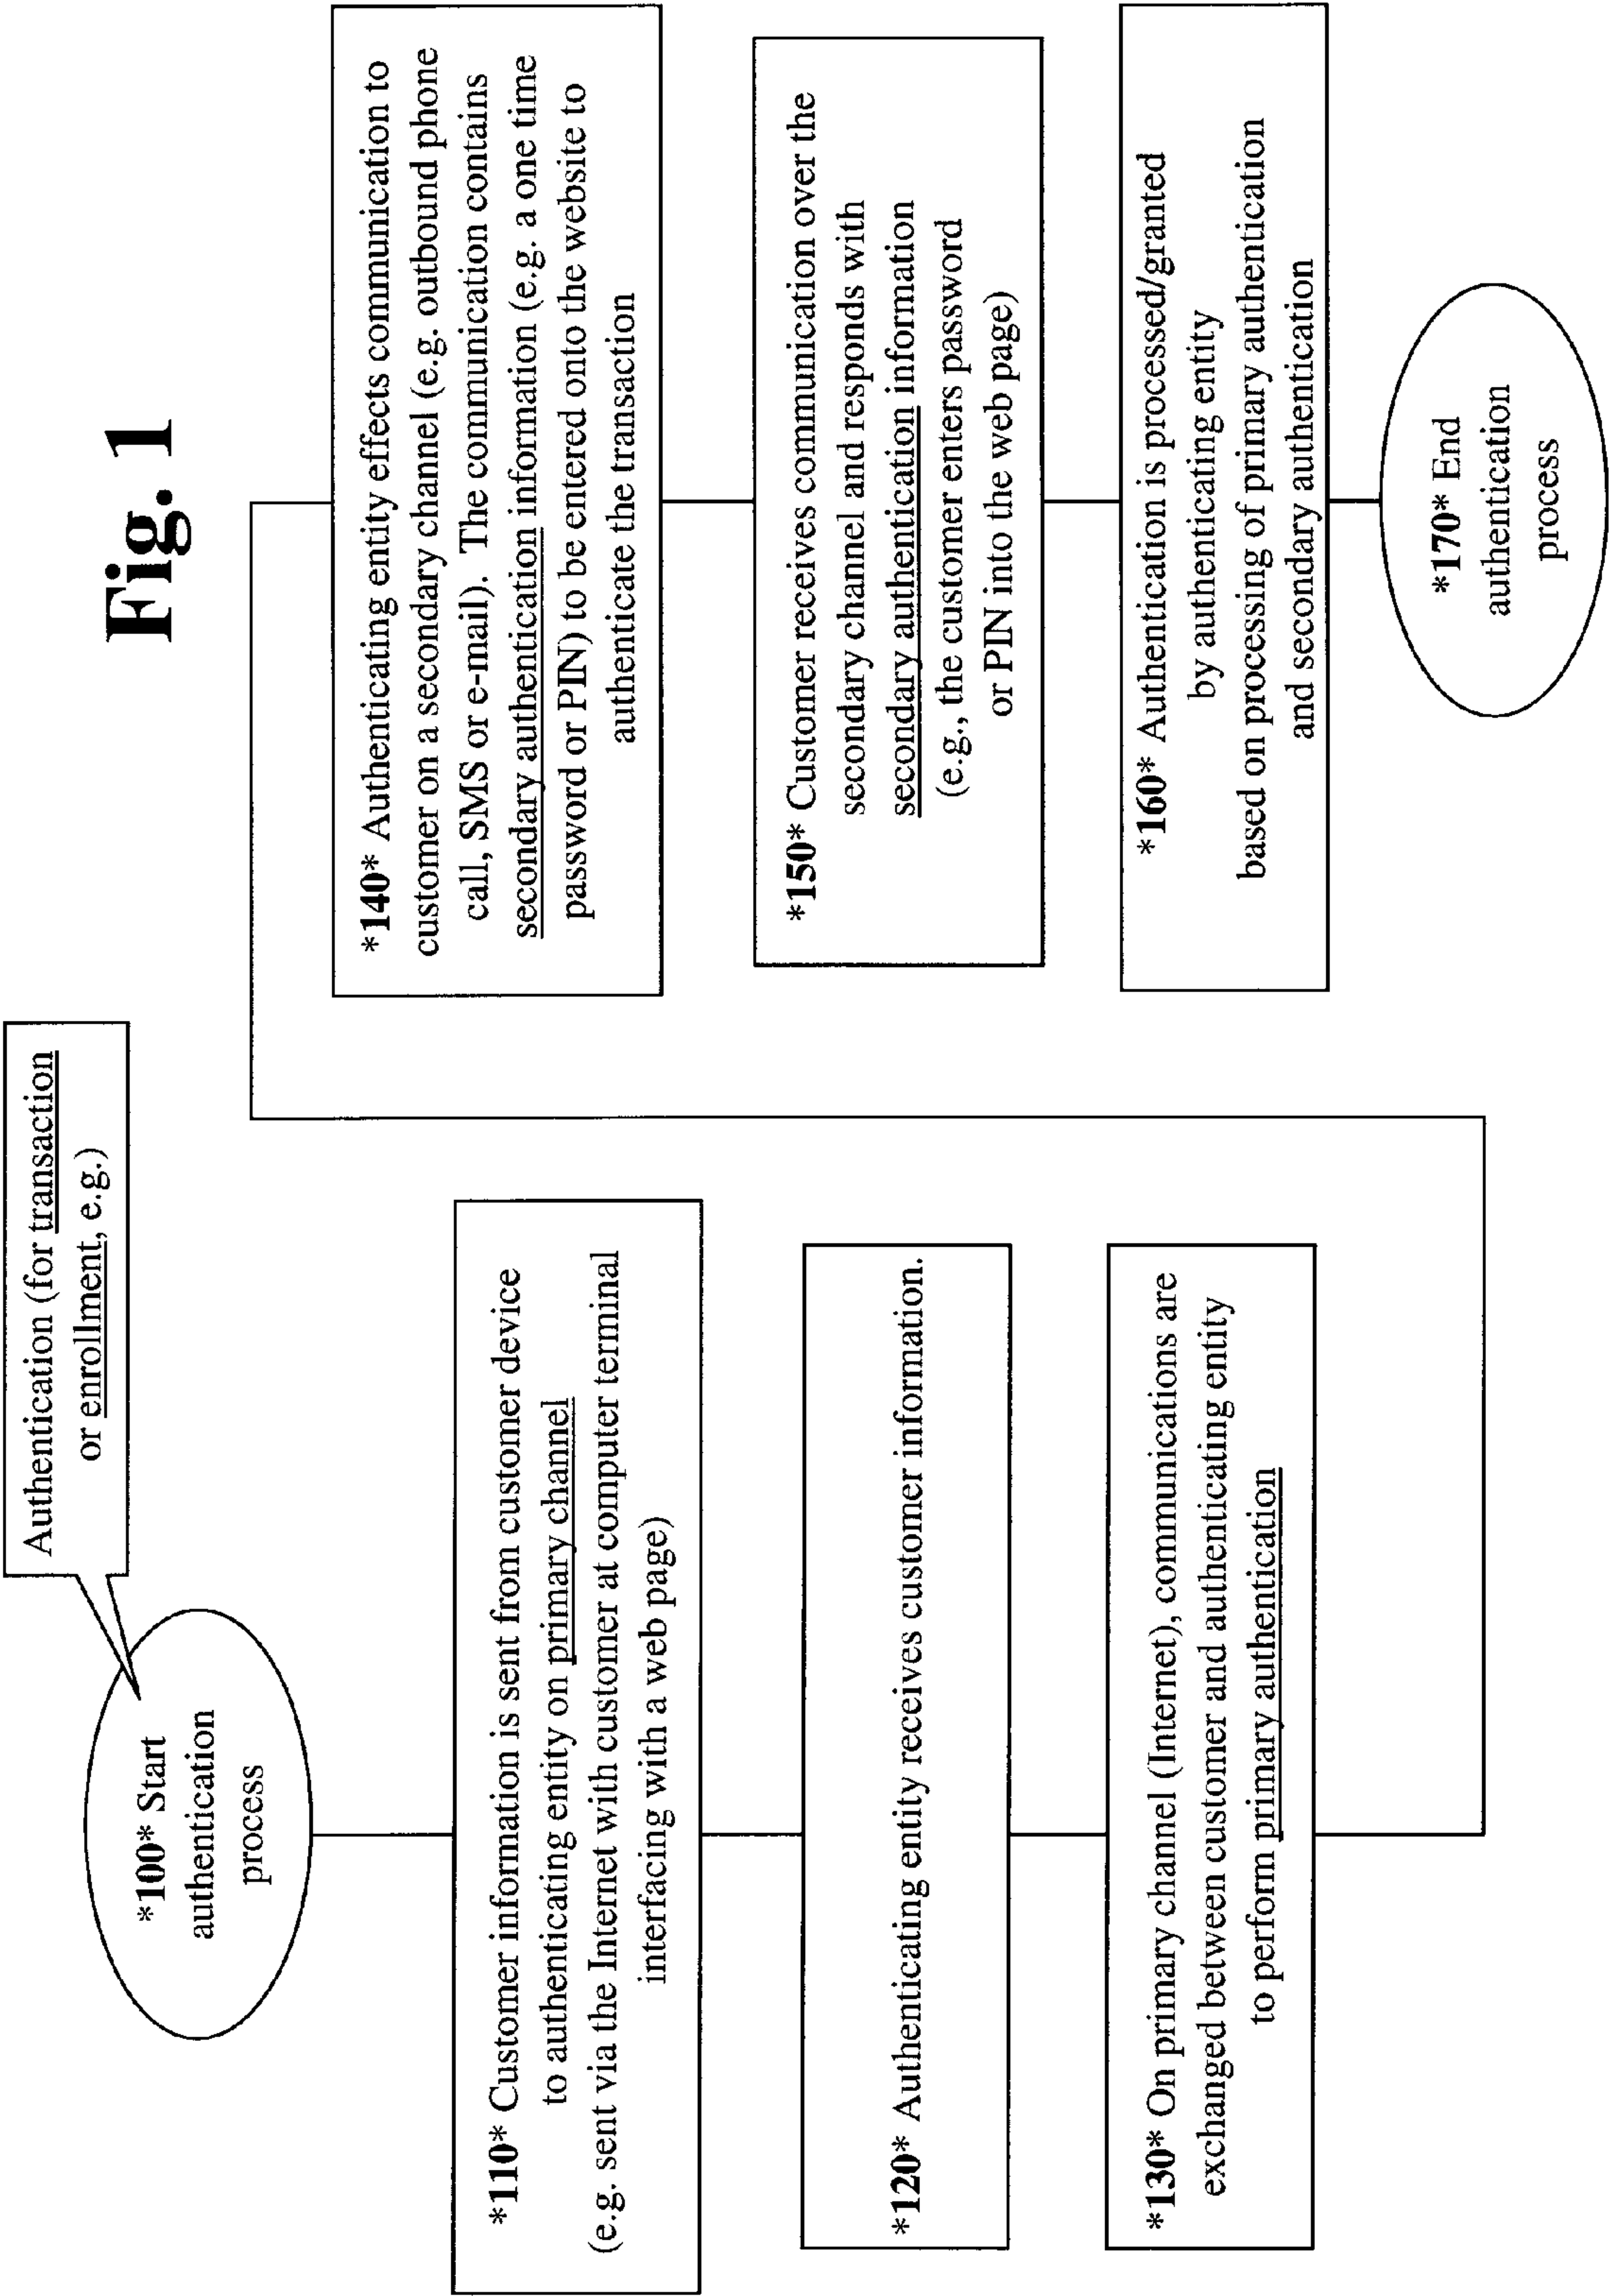 Fig. 1
Authentication (for transaction
or enrollment, e.g.)
*100* Start
authentication
process
*110* Customer information is sent from customer device
to authenticating entity on primary channel
(e.g. sent via the Internet with customer at computer terminal
interfacing with a web page)
*120* Authenticating entity receives customer information.
*130* On primary channel (Internet), communications are
exchanged between customer and authenticating entity
to perform primary authentication
*140* Authenticating entity effects communication to
customer on a secondary channel (e.g. outbound phone
call, SMS or e-mail). The communication contains
secondary authentication information (e.g. a one time
password or PIN) to be entered onto the website to
authenticate the transaction
*150* Customer receives communication over the
secondary channel and responds with
secondary authentication information
(e.g., the customer enters password
or PIN into the web page)
*160* Authentication is processed/granted
by authenticating entity
based on processing of primary authentication
and secondary authentication
*170* End
authentication
process